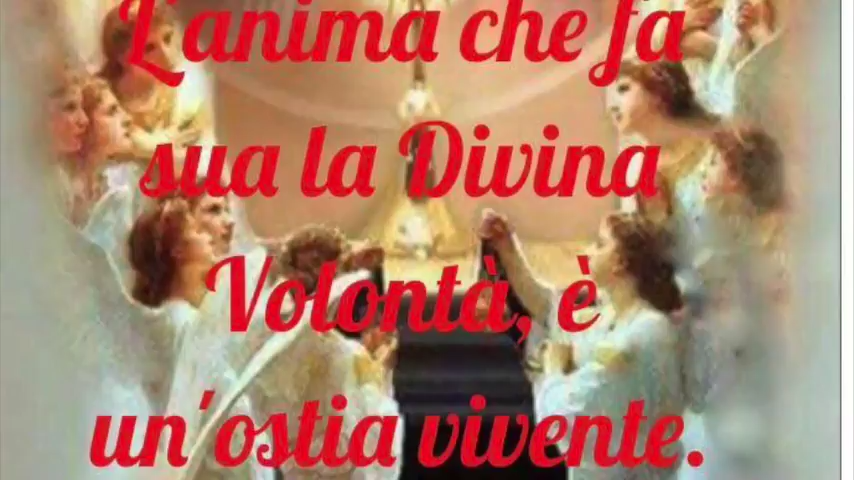 L'anima che fa
sua la Divina
Volontà, è
un'ostia vivente.